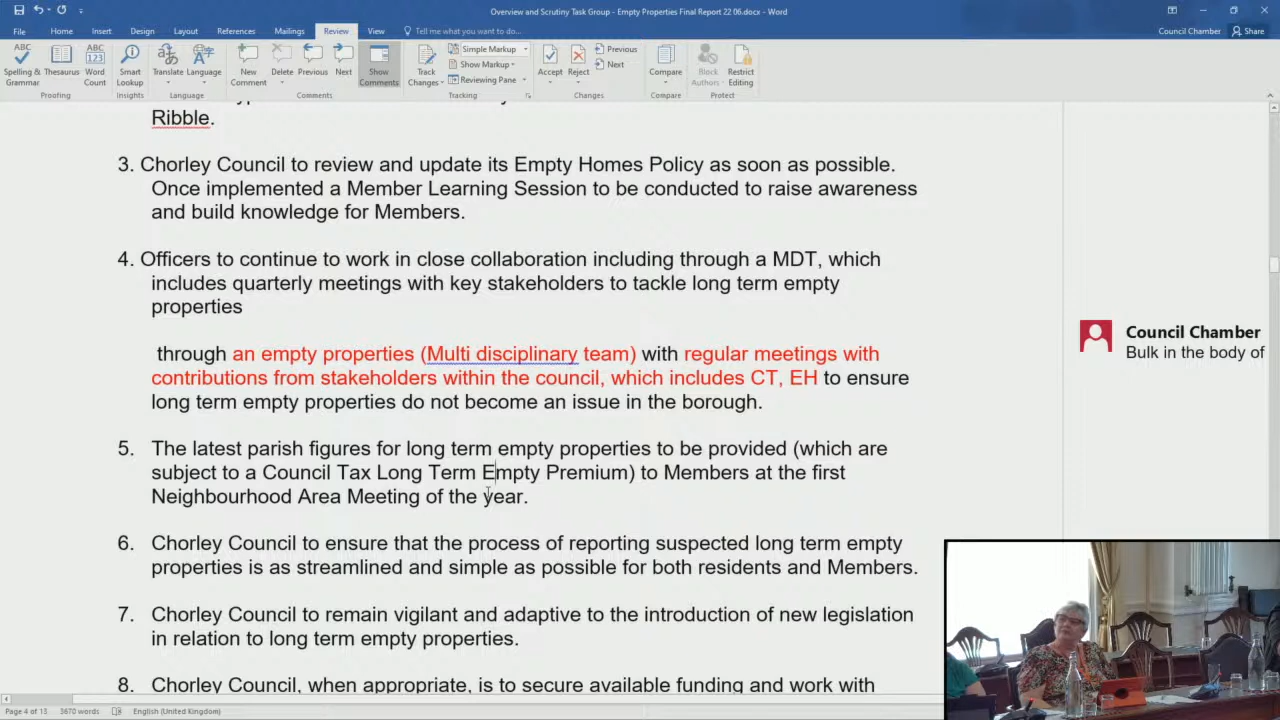 Overview and Scrutiny Task Group - Empty Properties Final Report 22 06.docx - Word
File Home Insert Design Layout References Mailings Review View Tell me what you want to do... Council Chamber Share
Spelling & Grammar Thesaurus Word Count Smart Lookup Translate Language New Comment Delete Previous Next Show Comments Track Changes Simple Markup Show Markup Reviewing Pane Accept Reject Previous Next Compare Block Authors Restrict Editing
Proofing Insights Language Comments Tracking Changes Compare Protect
Ribble.
3. Chorley Council to review and update its Empty Homes Policy as soon as possible.
Once implemented a Member Learning Session to be conducted to raise awareness
and build knowledge for Members.
4. Officers to continue to work in close collaboration including through a MDT, which
includes quarterly meetings with key stakeholders to tackle long term empty
properties
through an empty properties (Multi disciplinary team) with regular meetings with
contributions from stakeholders within the council, which includes CT, EH to ensure
long term empty properties do not become an issue in the borough.
Council Chamber
Bulk in the body of
5. The latest parish figures for long term empty properties to be provided (which are
subject to a Council Tax Long Term Empty Premium) to Members at the first
Neighbourhood Area Meeting of the year.
6. Chorley Council to ensure that the process of reporting suspected long term empty
properties is as streamlined and simple as possible for both residents and Members.
7. Chorley Council to remain vigilant and adaptive to the introduction of new legislation
in relation to long term empty properties.
8. Chorley Council, when appropriate, is to secure available funding and work with
Page 4 of 15 3670 words English (United Kingdom)